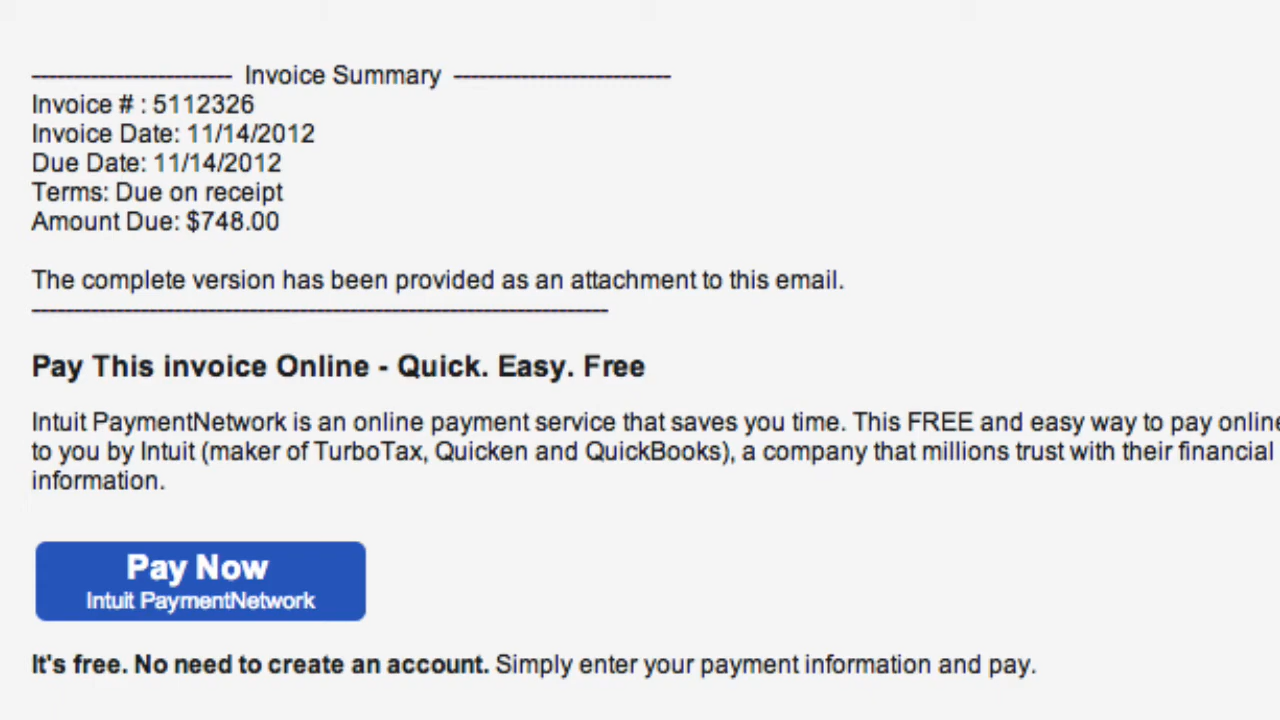 ------------------------- Invoice Summary ---------------------------
Invoice # : 5112326
Invoice Date: 11/14/2012
Due Date: 11/14/2012
Terms: Due on receipt
Amount Due: $748.00
The complete version has been provided as an attachment to this email.
------------------------------------------------------------------------
Pay This invoice Online - Quick. Easy. Free
Intuit PaymentNetwork is an online payment service that saves you time. This FREE and easy way to pay online
to you by Intuit (maker of TurboTax, Quicken and QuickBooks), a company that millions trust with their financial
information.
Pay Now
Intuit PaymentNetwork
It's free. No need to create an account. Simply enter your payment information and pay.